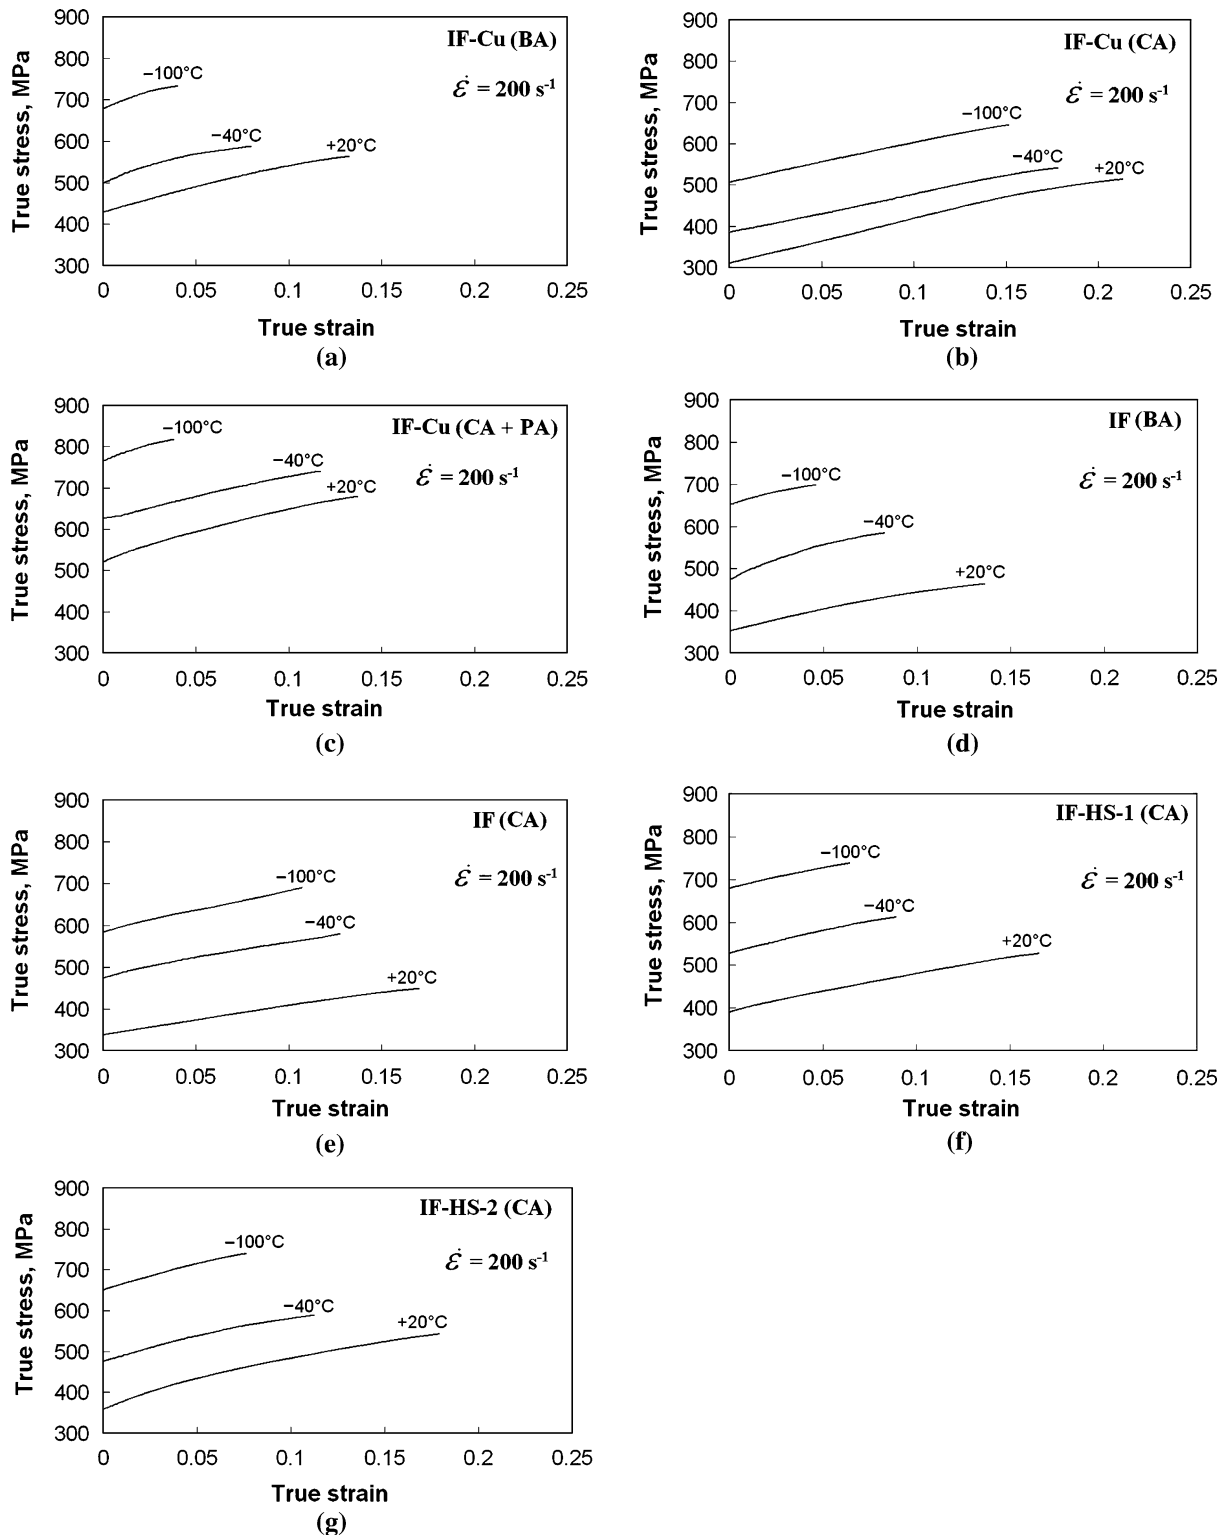 900
800
700
600
500
400
300
True stress, MPa
IF-Cu (BA)
ε̇ = 200 s-1
−100°C
−40°C
+20°C
0 0.05 0.1 0.15 0.2 0.25
True strain
(a)
900
800
700
600
500
400
300
True stress, MPa
IF-Cu (CA)
ε̇ = 200 s-1
−100°C
−40°C
+20°C
0 0.05 0.1 0.15 0.2 0.25
True strain
(b)
900
800
700
600
500
400
300
True stress, MPa
IF-Cu (CA + PA)
ε̇ = 200 s-1
−100°C
−40°C
+20°C
0 0.05 0.1 0.15 0.2 0.25
True strain
(c)
900
800
700
600
500
400
300
True stress, MPa
IF (BA)
ε̇ = 200 s-1
−100°C
−40°C
+20°C
0 0.05 0.1 0.15 0.2 0.25
True strain
(d)
900
800
700
600
500
400
300
True stress, MPa
IF (CA)
ε̇ = 200 s-1
−100°C
−40°C
+20°C
0 0.05 0.1 0.15 0.2 0.25
True strain
(e)
900
800
700
600
500
400
300
True stress, MPa
IF-HS-1 (CA)
ε̇ = 200 s-1
−100°C
−40°C
+20°C
0 0.05 0.1 0.15 0.2 0.25
True strain
(f)
900
800
700
600
500
400
300
True stress, MPa
IF-HS-2 (CA)
ε̇ = 200 s-1
−100°C
−40°C
+20°C
0 0.05 0.1 0.15 0.2 0.25
True strain
(g)